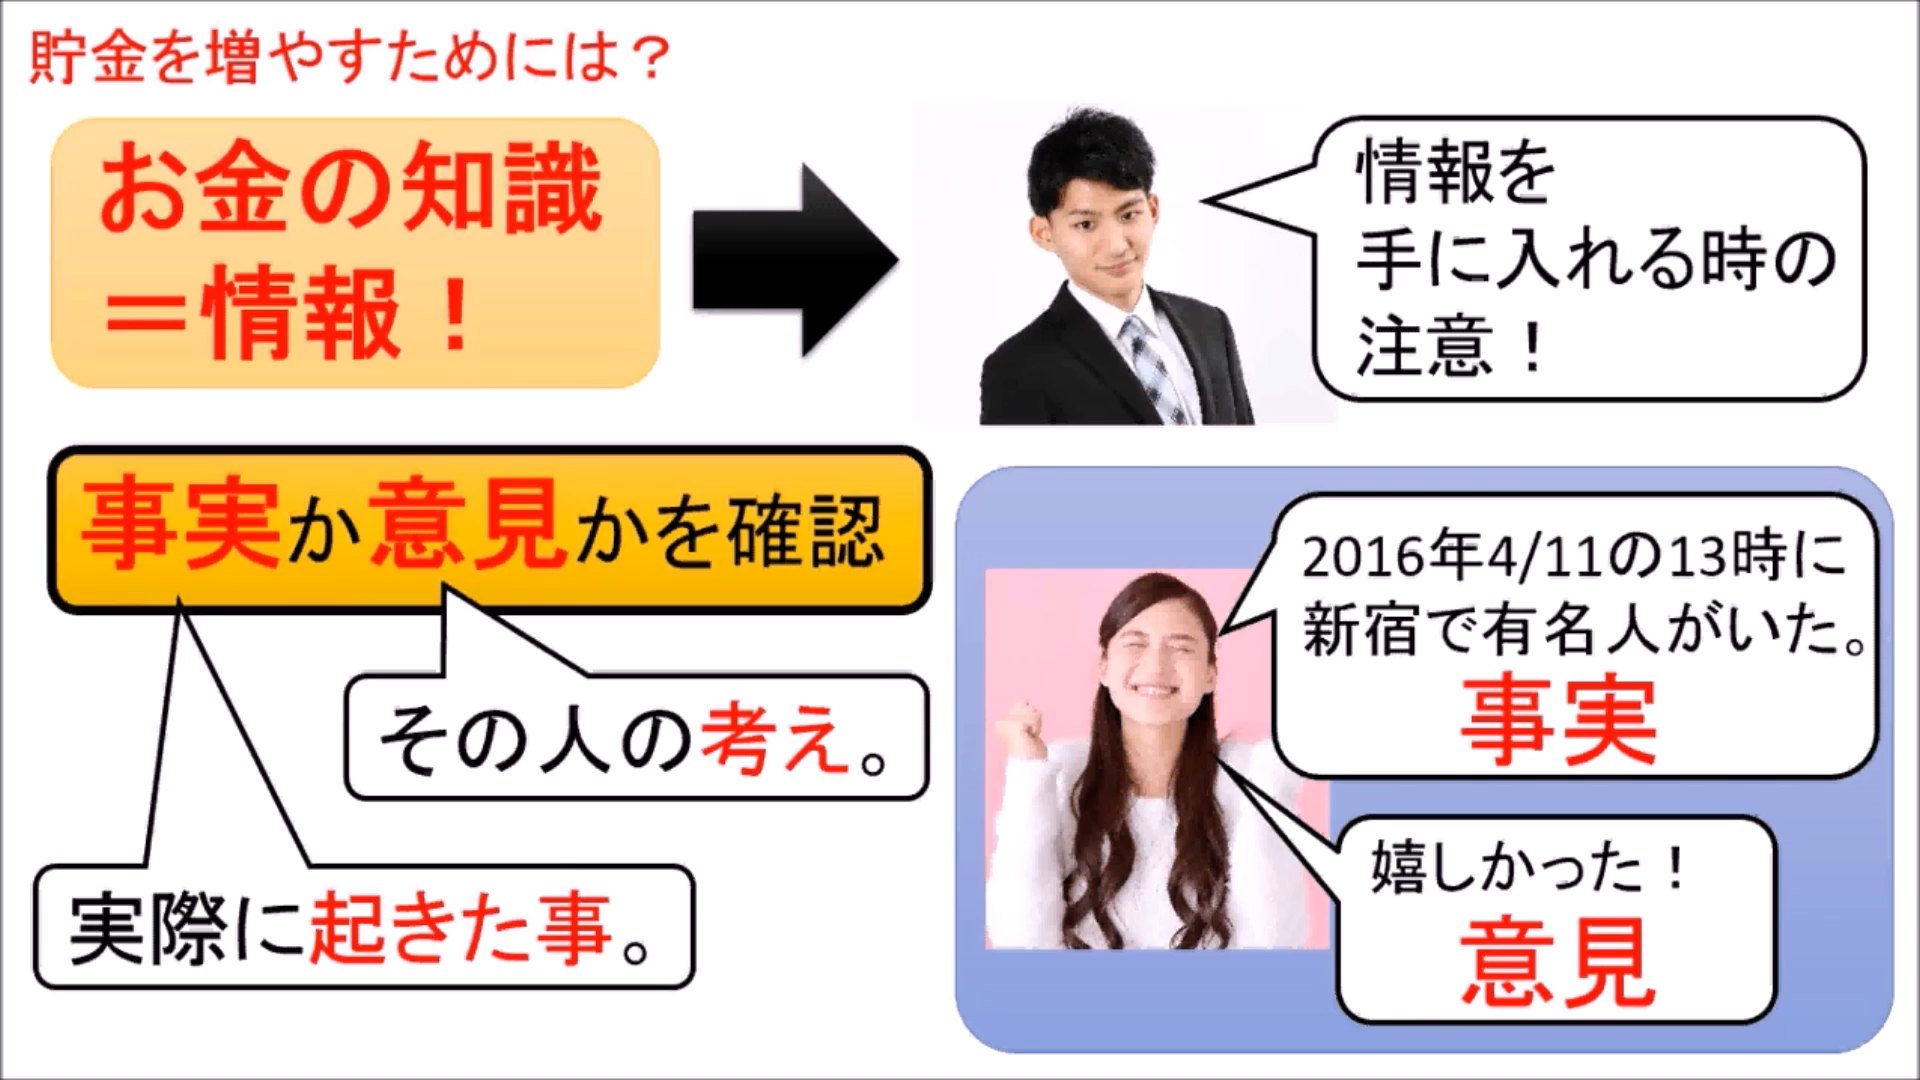 貯金を増やすためには？
お金の知識
＝情報！
情報を
手に入れる時の
注意！
事実か意見かを確認
その人の考え。
実際に起きた事。
2016年4/11の13時に
新宿で有名人がいた。
事実
嬉しかった！
意見